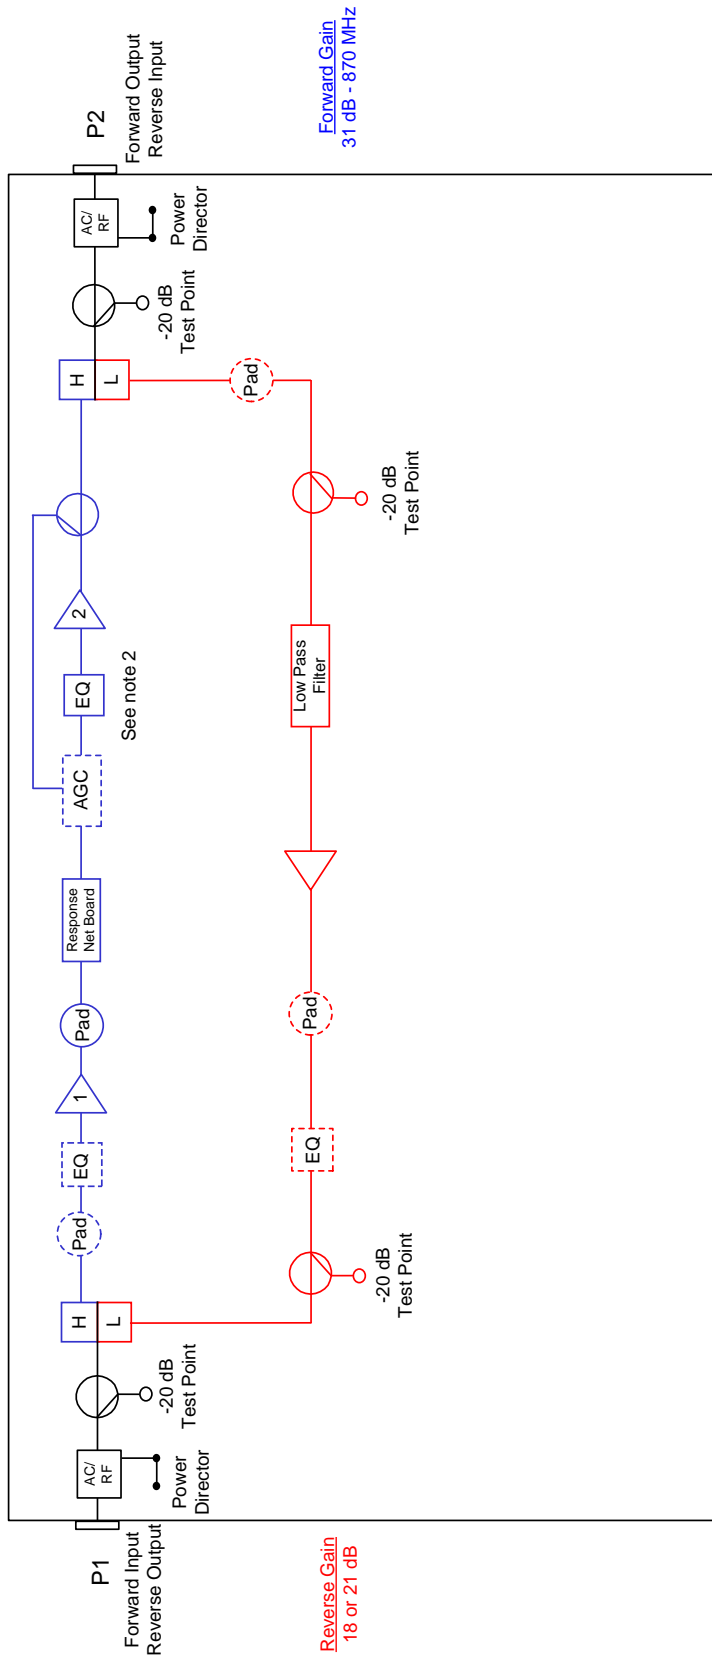 P1
Forward Input
Reverse Output
AC/
RF
Power
Director
-20 dB
Test Point
H
L
Pad
EQ
1
Pad
Response
Net Board
AGC
EQ
See note 2
2
H
L
-20 dB
Test Point
AC/
RF
Power
Director
P2
Forward Output
Reverse Input
-20 dB
Test Point
EQ
Pad
Low Pass
Filter
-20 dB
Test Point
Pad
Reverse Gain
18 or 21 dB
Forward Gain
31 dB - 870 MHz